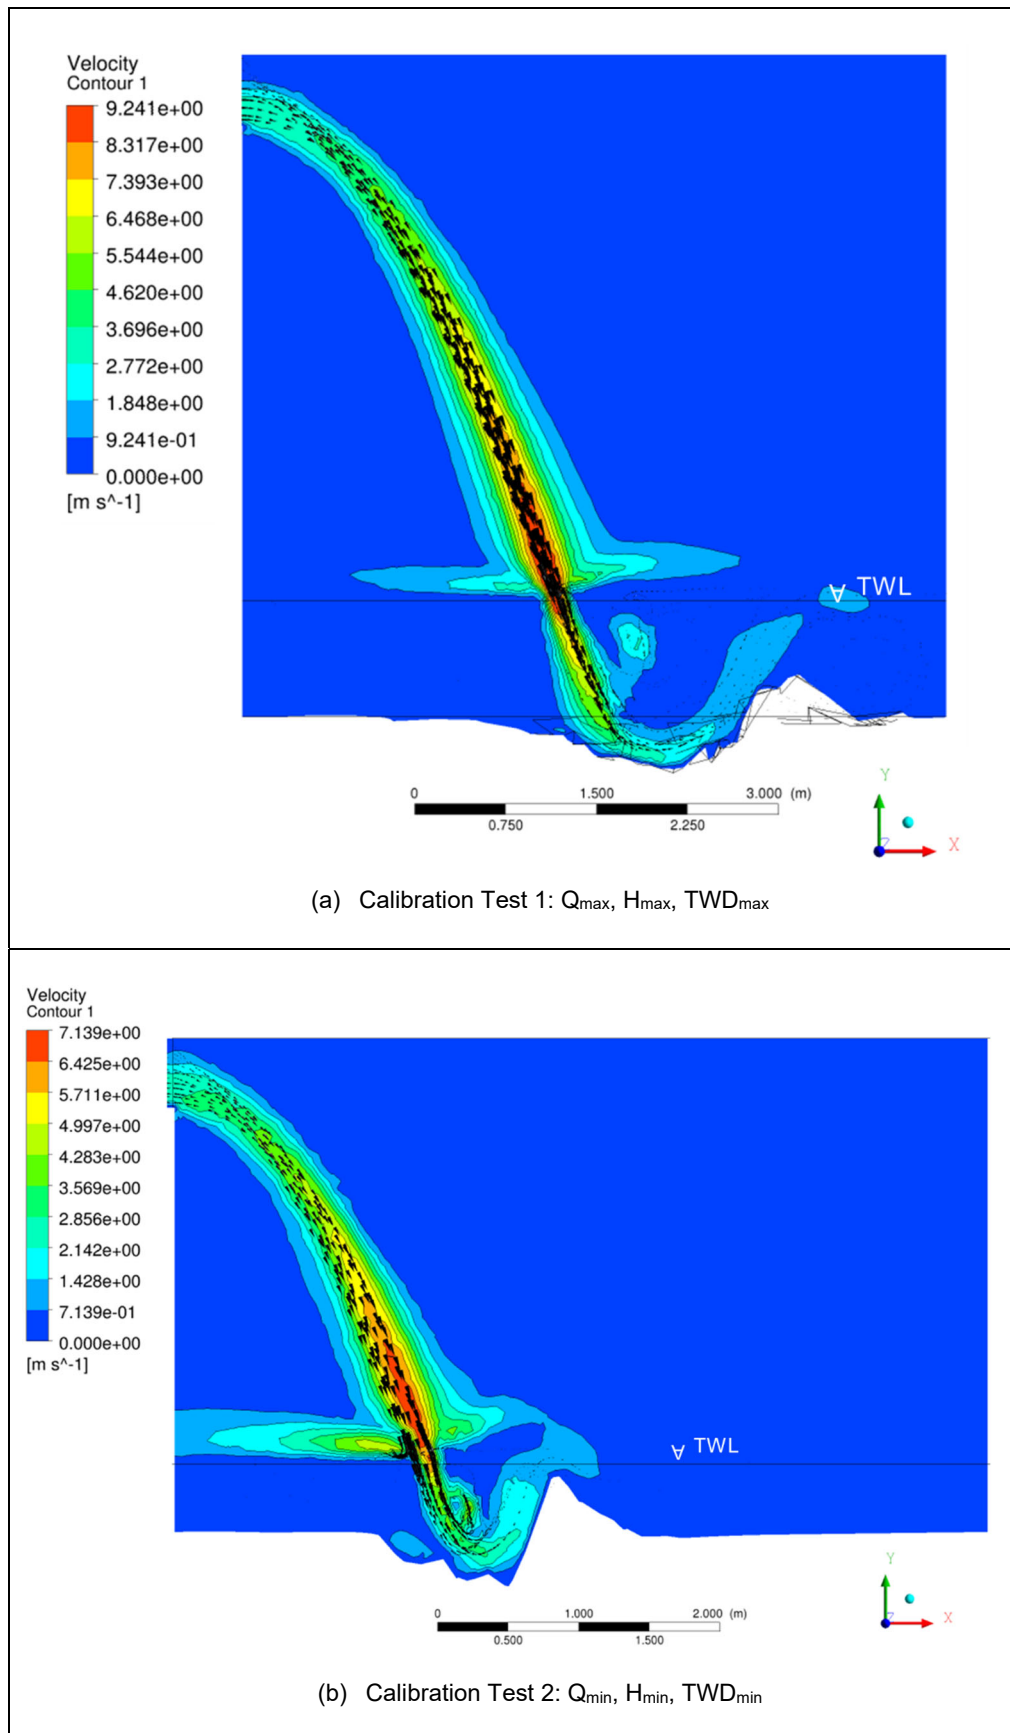 Velocity
Contour 1
9.241e+00
8.317e+00
7.393e+00
6.468e+00
5.544e+00
4.620e+00
3.696e+00
2.772e+00
1.848e+00
9.241e-01
0.000e+00
[m s^-1]
∀ TWL
0 1.500 3.000 (m)
0.750 2.250
Y
Z
X
(a) Calibration Test 1: Qmax, Hmax, TWDmax
Velocity
Contour 1
7.139e+00
6.425e+00
5.711e+00
4.997e+00
4.283e+00
3.569e+00
2.856e+00
2.142e+00
1.428e+00
7.139e-01
0.000e+00
[m s^-1]
∀ TWL
0 1.000 2.000 (m)
0.500 1.500
Y
Z
X
(b) Calibration Test 2: Qmin, Hmin, TWDmin